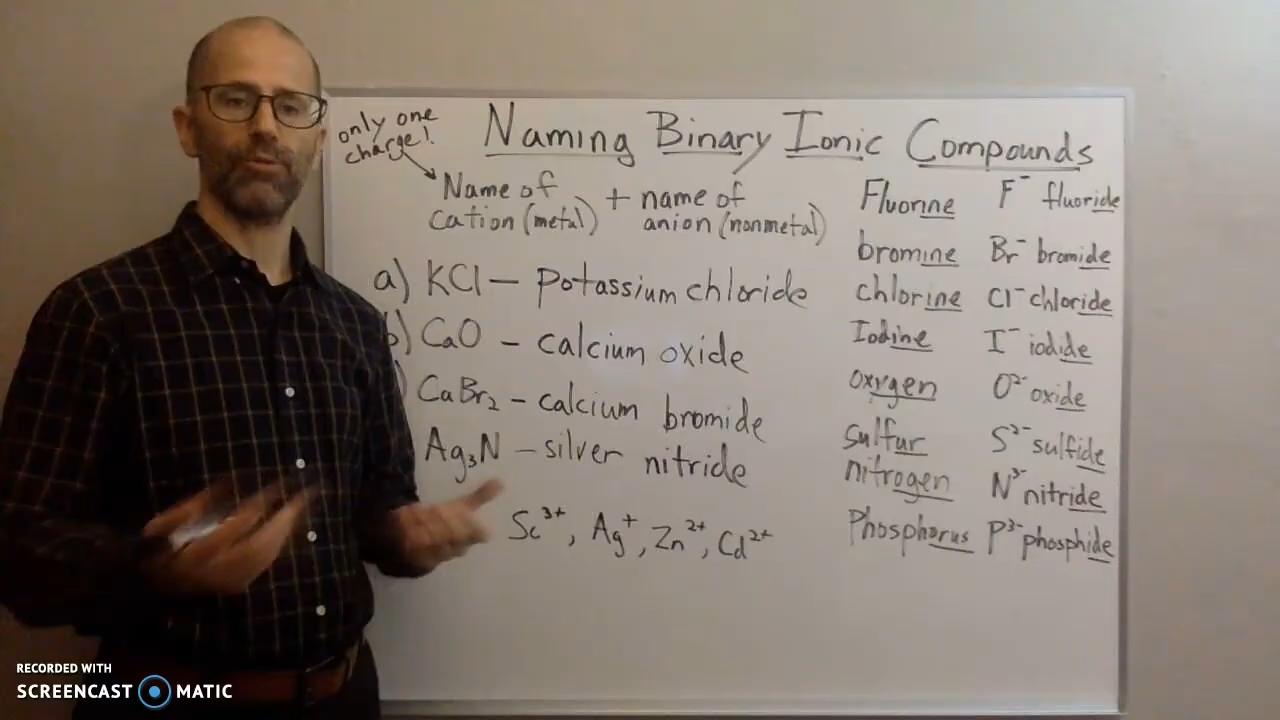 only one
charge!
Naming Binary Ionic Compounds
Name of
cation (metal)
+ name of
anion (nonmetal)
a) KCl — Potassium chloride
b) CaO - calcium oxide
) CaBr₂ - calcium bromide
Ag₃N - silver nitride
Sc³⁺, Ag⁺, Zn²⁺, Cd²⁺
Fluorine F⁻ fluoride
bromine Br⁻ bromide
chlorine Cl⁻ chloride
Iodine I⁻ iodide
oxygen O²⁻ oxide
sulfur S²⁻ sulfide
nitrogen N³⁻ nitride
Phosphorus P³⁻ phosphide
RECORDED WITH
SCREENCAST MATIC